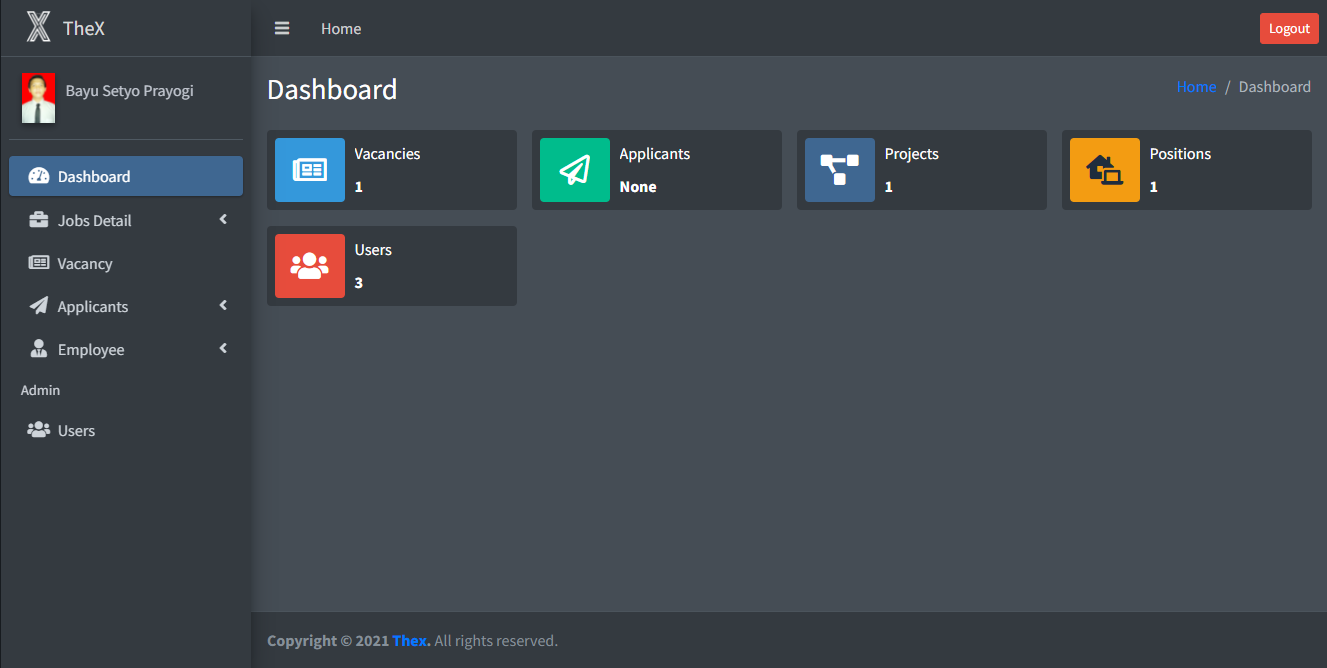 TheX
Home
Logout
Bayu Setyo Prayogi
Dashboard
Home / Dashboard
Dashboard
Jobs Detail
Vacancy
Applicants
Employee
Admin
Users
Vacancies
1
Applicants
None
Projects
1
Positions
1
Users
3
Copyright © 2021 Thex. All rights reserved.